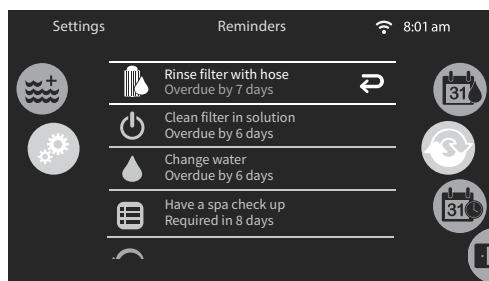 Settings
Reminders
8:01 am
Rinse filter with hose
Overdue by 7 days
Clean filter in solution
Overdue by 6 days
Change water
Overdue by 6 days
Have a spa check up
Required in 8 days
31
31